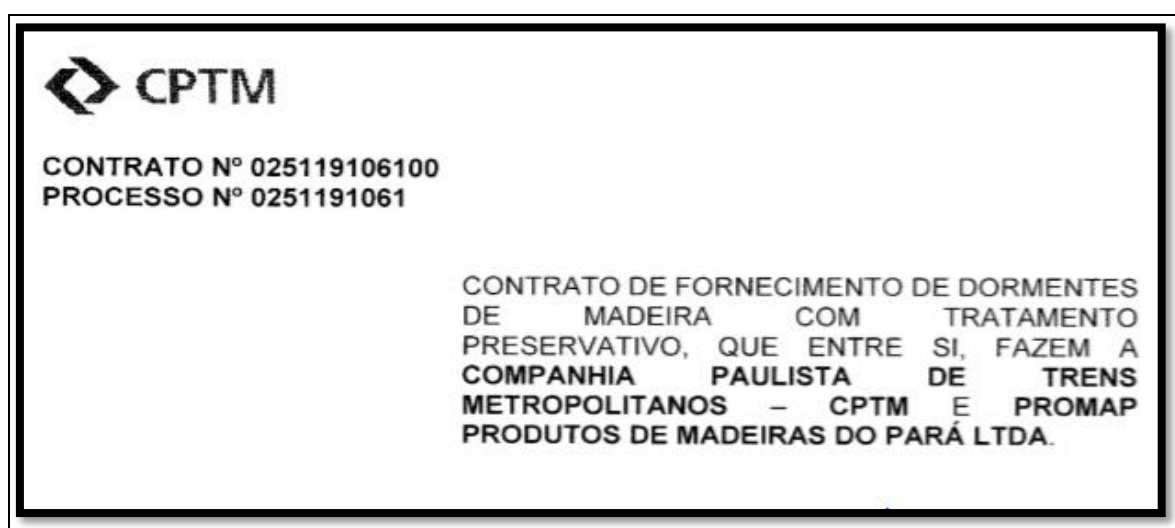 CPTM
CONTRATO Nº 025119106100
PROCESSO Nº 0251191061
CONTRATO DE FORNECIMENTO DE DORMENTES
DE MADEIRA COM TRATAMENTO
PRESERVATIVO, QUE ENTRE SI, FAZEM A
COMPANHIA PAULISTA DE TRENS
METROPOLITANOS – CPTM E PROMAP
PRODUTOS DE MADEIRAS DO PARÁ LTDA.